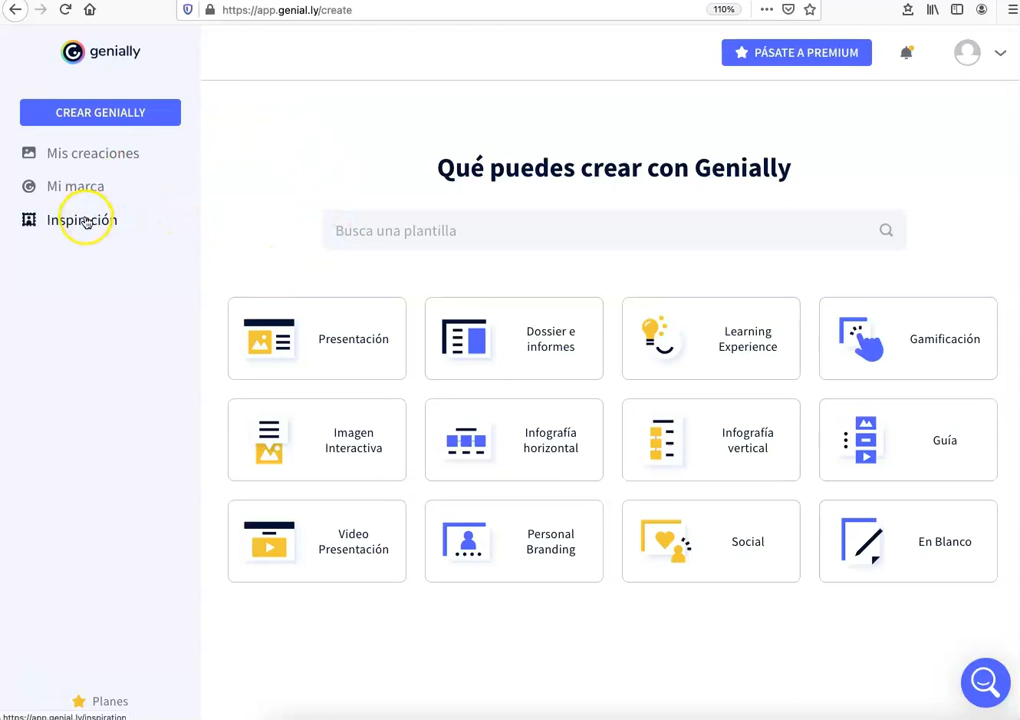 https://app.genial.ly/create
110%
genially
PÁSATE A PREMIUM
CREAR GENIALLY
Mis creaciones
Mi marca
Inspiración
Qué puedes crear con Genially
Busca una plantilla
Presentación
Dossier e
informes
Learning
Experience
Gamificación
Imagen
Interactiva
Infografía
horizontal
Infografía
vertical
Guía
Video
Presentación
Personal
Branding
Social
En Blanco
Planes
https://app.genial.ly/inspiration